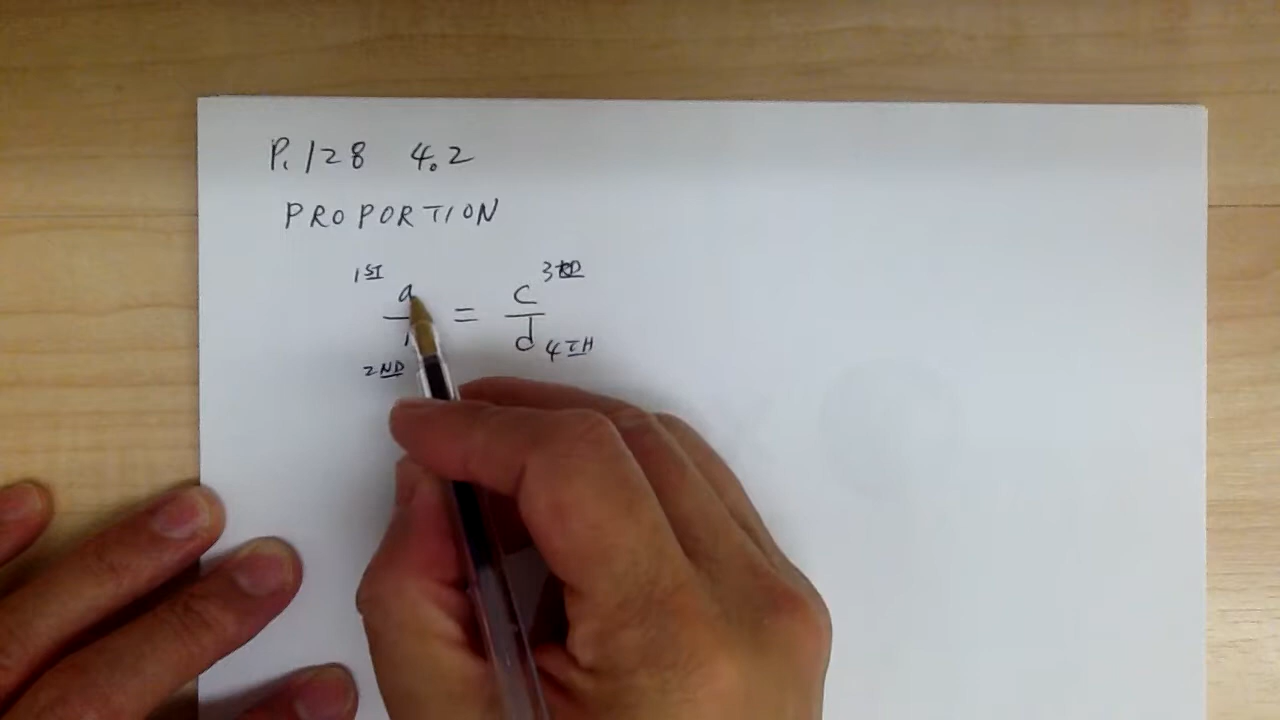 P. 128 4.2
PROPORTION
1ST a = c 3RD
2ND d 4TH